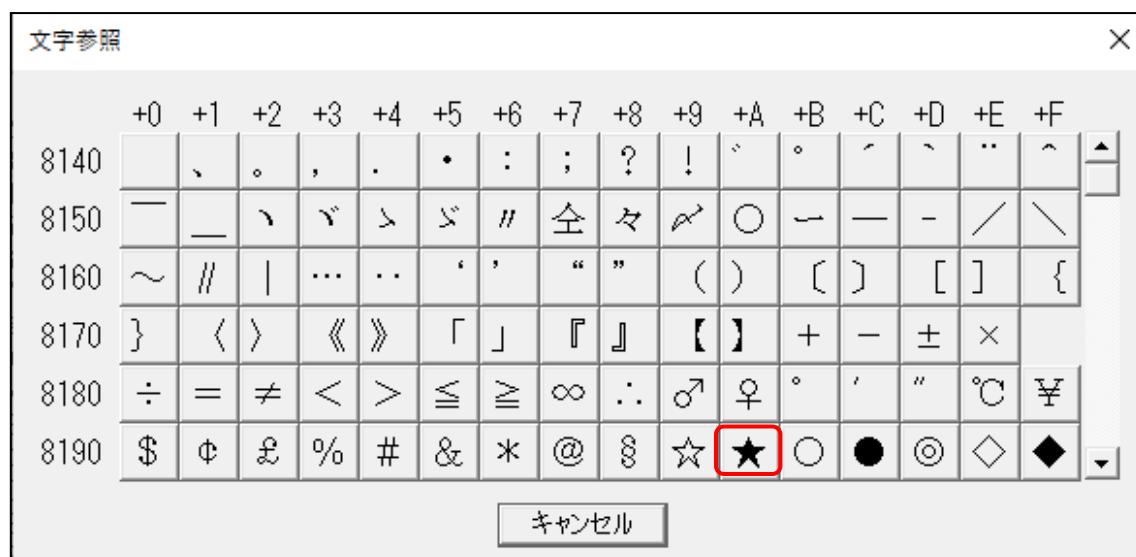 文字参照 ×
+0 +1 +2 +3 +4 +5 +6 +7 +8 +9 +A +B +C +D +E +F
8140 　 、 。 ， ． ・ ： ； ？ ！ ゛ ゜ ´ ｀ ¨ ＾
8150 ￣ ＿ ヽ ヾ ゝ ゞ 〃 仝 々 〆 〇 ー ― ‐ ／ ＼
8160 ～ ∥ ｜ … ‥ ‘ ’ “ ” （ ） 〔 〕 ［ ］ ｛
8170 ｝ 〈 〉 《 》 「 」 『 』 【 】 ＋ － ± ×
8180 ÷ ＝ ≠ ＜ ＞ ≦ ≧ ∞ ∴ ♂ ♀ ° ′ ″ ℃ ￥
8190 ＄ ￠ ￡ ％ ＃ ＆ ＊ ＠ § ☆ ★ ○ ● ◎ ◇ ◆
キャンセル